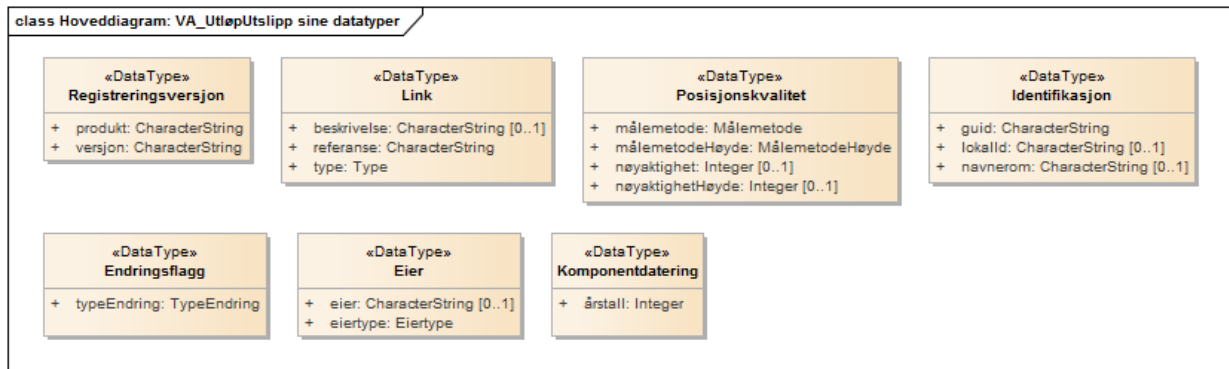 class Hoveddiagram: VA_UtløpUtslipp sine datatyper
«DataType»
Registreringsversjon
+ produkt: CharacterString
+ versjon: CharacterString
«DataType»
Link
+ beskrivelse: CharacterString [0..1]
+ referanse: CharacterString
+ type: Type
«DataType»
Posisjonskvalitet
+ målemetode: Målemetode
+ målemetodeHøyde: MålemetodeHøyde
+ nøyaktighet: Integer [0..1]
+ nøyaktighetHøyde: Integer [0..1]
«DataType»
Identifikasjon
+ guid: CharacterString
+ lokalId: CharacterString [0..1]
+ navnerom: CharacterString [0..1]
«DataType»
Endringsflagg
+ typeEndring: TypeEndring
«DataType»
Eier
+ eier: CharacterString [0..1]
+ eiertype: Eiertype
«DataType»
Komponentdatering
+ årstall: Integer